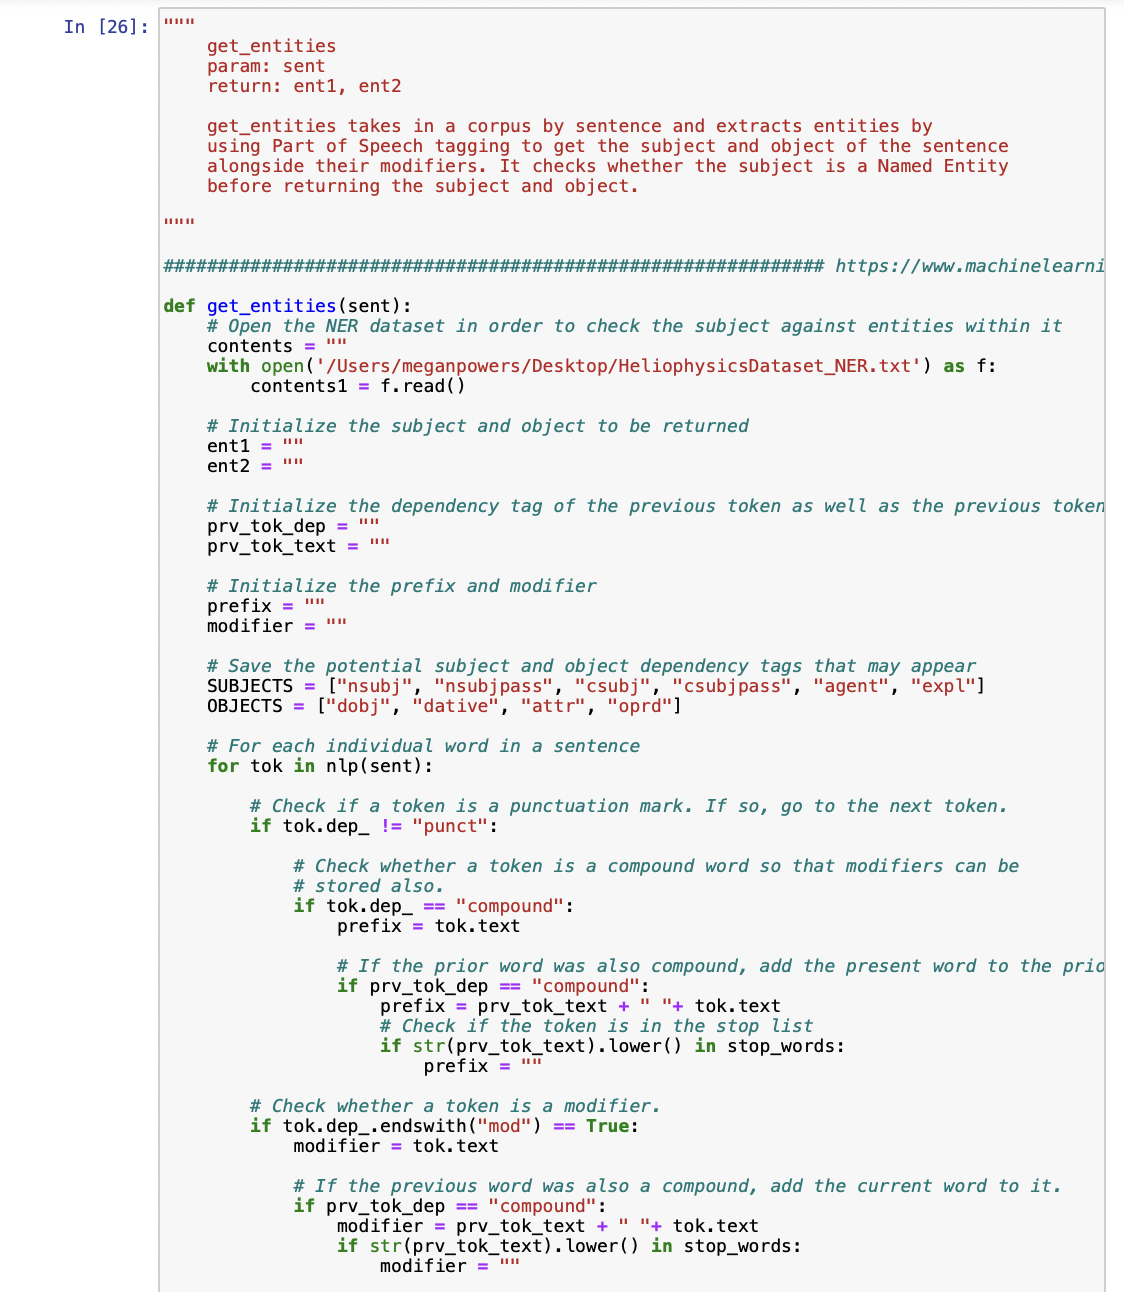 In [26]: """
get_entities
param: sent
return: ent1, ent2
get_entities takes in a corpus by sentence and extracts entities by
using Part of Speech tagging to get the subject and object of the sentence
alongside their modifiers. It checks whether the subject is a Named Entity
before returning the subject and object.
"""
############################################################# https://www.machinelearni
def get_entities(sent):
    # Open the NER dataset in order to check the subject against entities within it
    contents = ""
    with open('/Users/meganpowers/Desktop/HeliophysicsDataset_NER.txt') as f:
        contents1 = f.read()
    # Initialize the subject and object to be returned
    ent1 = ""
    ent2 = ""
    # Initialize the dependency tag of the previous token as well as the previous token
    prv_tok_dep = ""
    prv_tok_text = ""
    # Initialize the prefix and modifier
    prefix = ""
    modifier = ""
    # Save the potential subject and object dependency tags that may appear
    SUBJECTS = ["nsubj", "nsubjpass", "csubj", "csubjpass", "agent", "expl"]
    OBJECTS = ["dobj", "dative", "attr", "oprd"]
    # For each individual word in a sentence
    for tok in nlp(sent):
        # Check if a token is a punctuation mark. If so, go to the next token.
        if tok.dep_ != "punct":
            # Check whether a token is a compound word so that modifiers can be
            # stored also.
            if tok.dep_ == "compound":
                prefix = tok.text
                # If the prior word was also compound, add the present word to the prio
                if prv_tok_dep == "compound":
                    prefix = prv_tok_text + " "+ tok.text
                    # Check if the token is in the stop list
                    if str(prv_tok_text).lower() in stop_words:
                        prefix = ""
        # Check whether a token is a modifier.
        if tok.dep_.endswith("mod") == True:
            modifier = tok.text
            # If the previous word was also a compound, add the current word to it.
            if prv_tok_dep == "compound":
                modifier = prv_tok_text + " "+ tok.text
                if str(prv_tok_text).lower() in stop_words:
                    modifier = ""